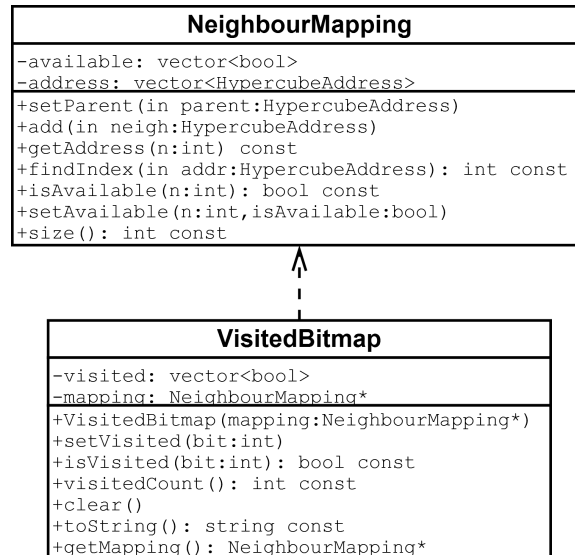 NeighbourMapping
-available: vector<bool>
-address: vector<HypercubeAddress>
+setParent(in parent:HypercubeAddress)
+add(in neigh:HypercubeAddress)
+getAddress(n:int) const
+findIndex(in addr:HypercubeAddress): int const
+isAvailable(n:int): bool const
+setAvailable(n:int,isAvailable:bool)
+size(): int const
VisitedBitmap
-visited: vector<bool>
-mapping: NeighbourMapping*
+VisitedBitmap(mapping:NeighbourMapping*)
+setVisited(bit:int)
+isVisited(bit:int): bool const
+visitedCount(): int const
+clear()
+toString(): string const
+getMapping(): NeighbourMapping*